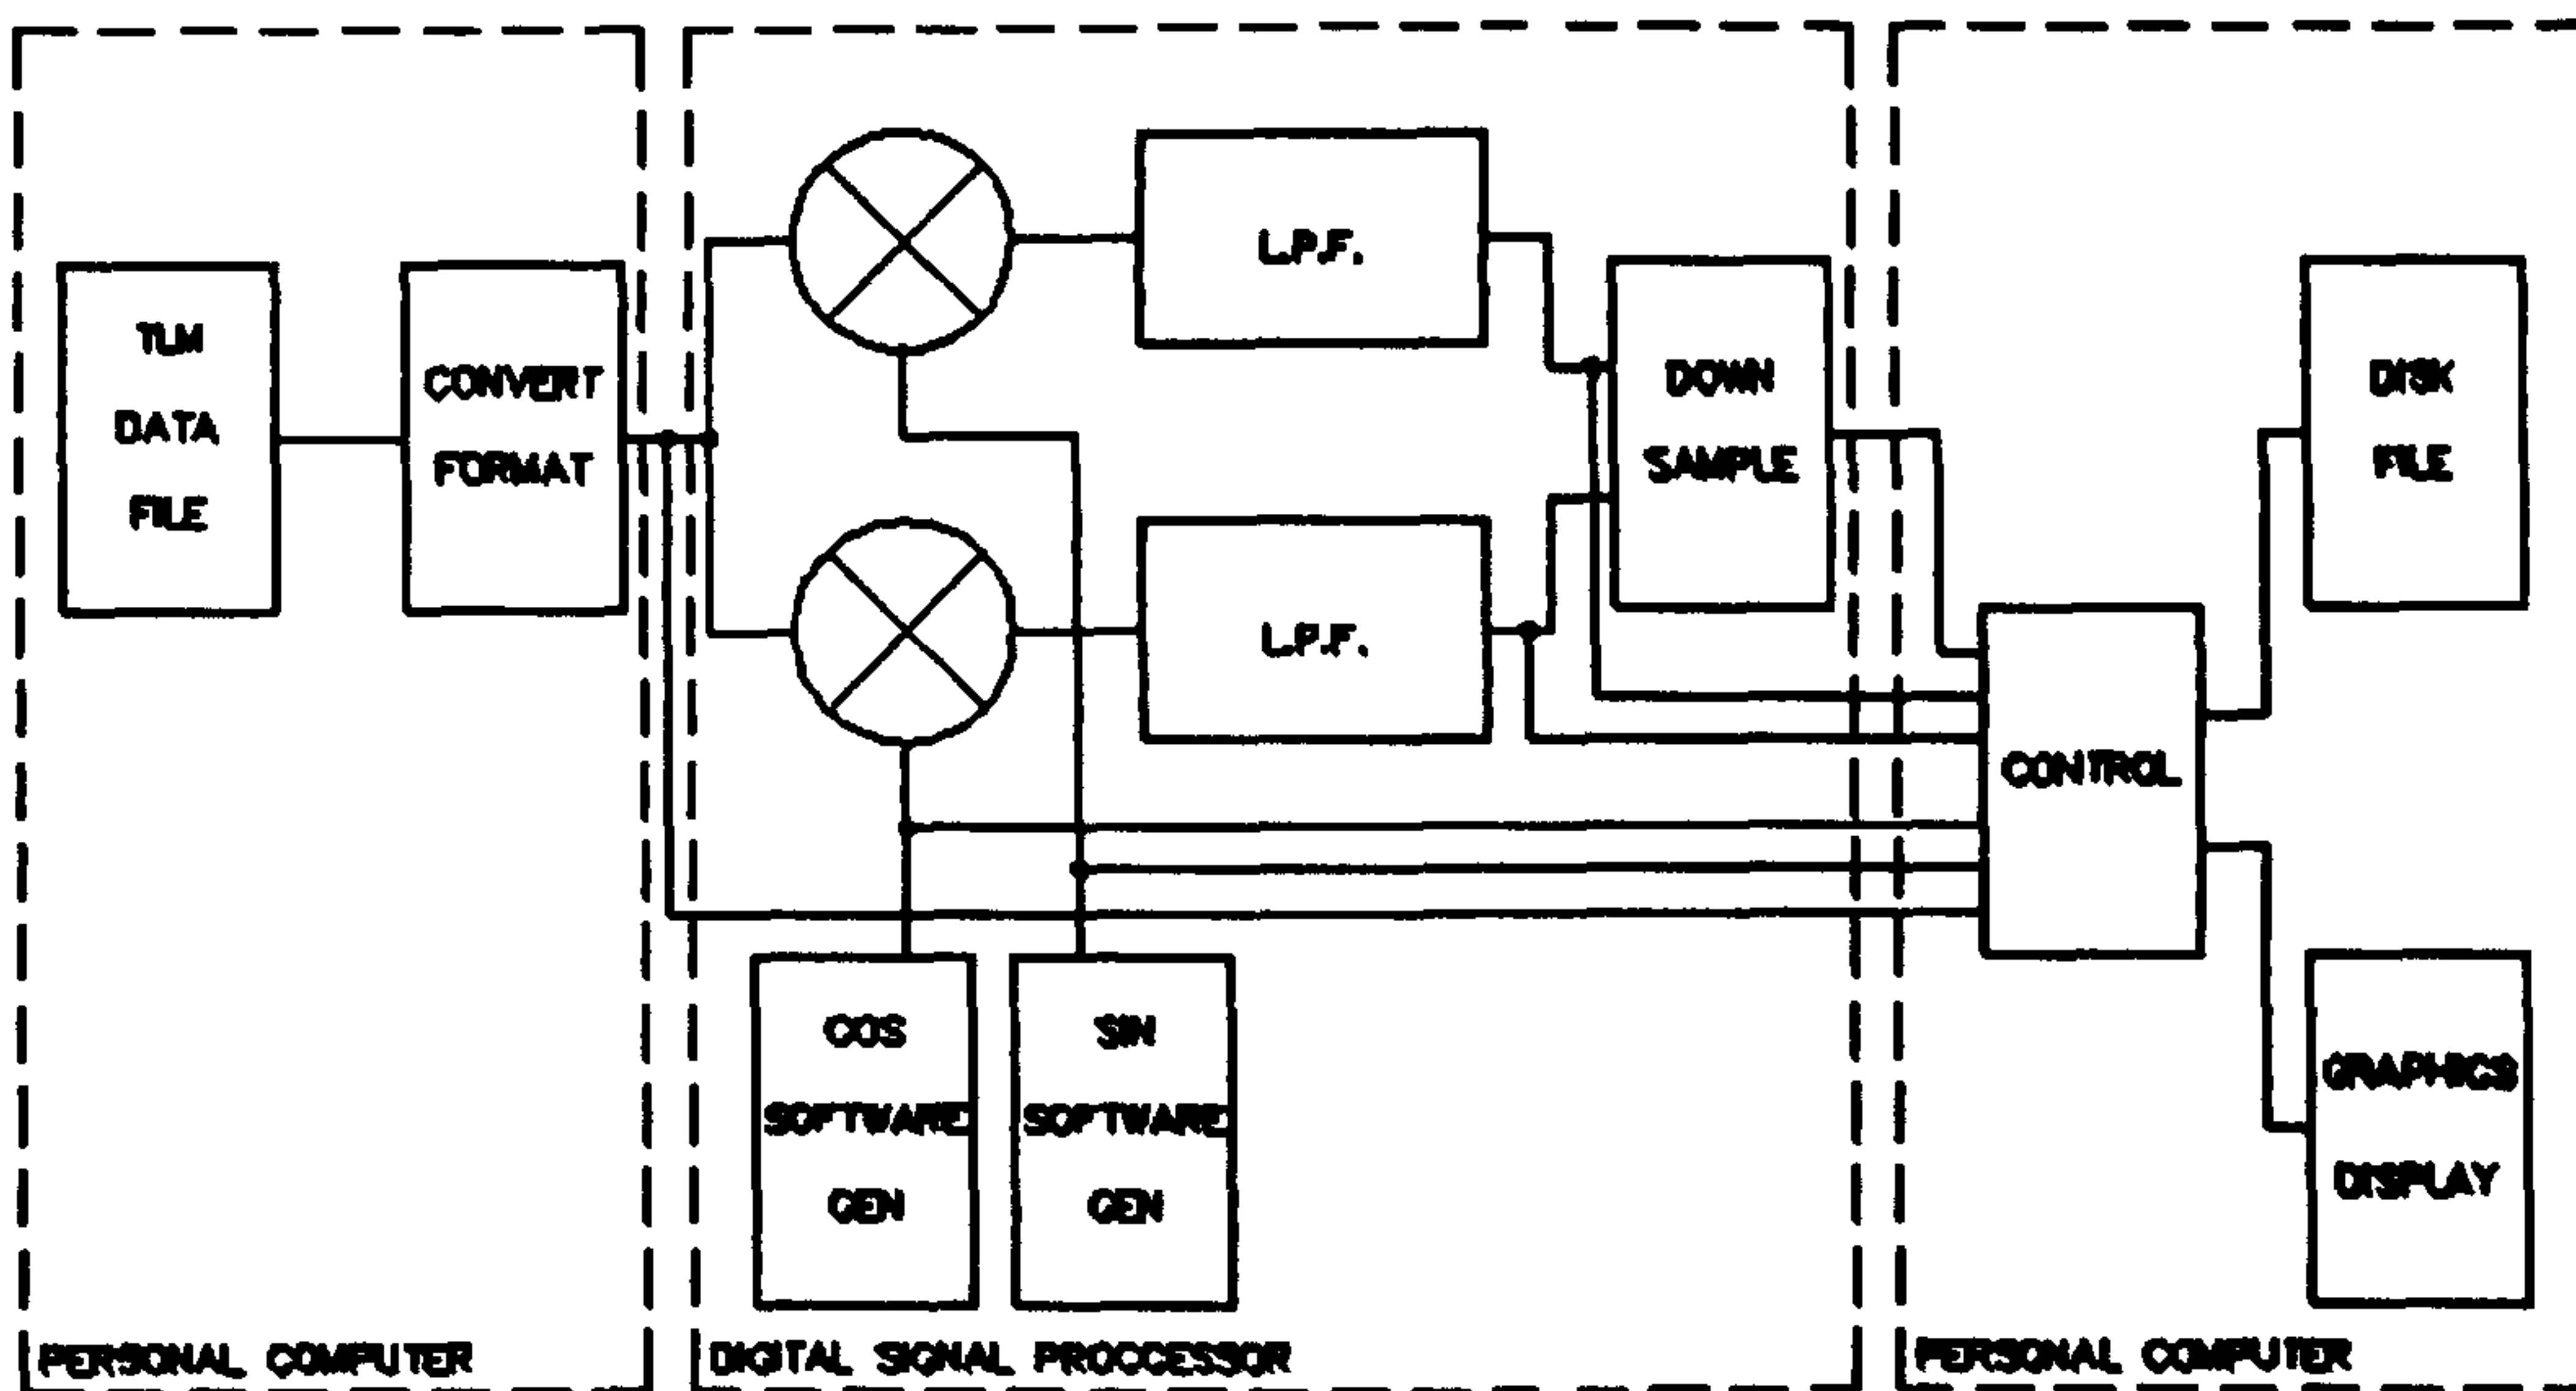 TLM
DATA
FILE
CONVERT
FORMAT
L.P.F.
L.P.F.
DOWN
SAMPLE
DISK
FILE
CONTROL
COS
SOFTWARE
GEN
SIN
SOFTWARE
GEN
GRAPHICS
DISPLAY
PERSONAL COMPUTER
DIGITAL SIGNAL PROCCESSOR
PERSONAL COMPUTER